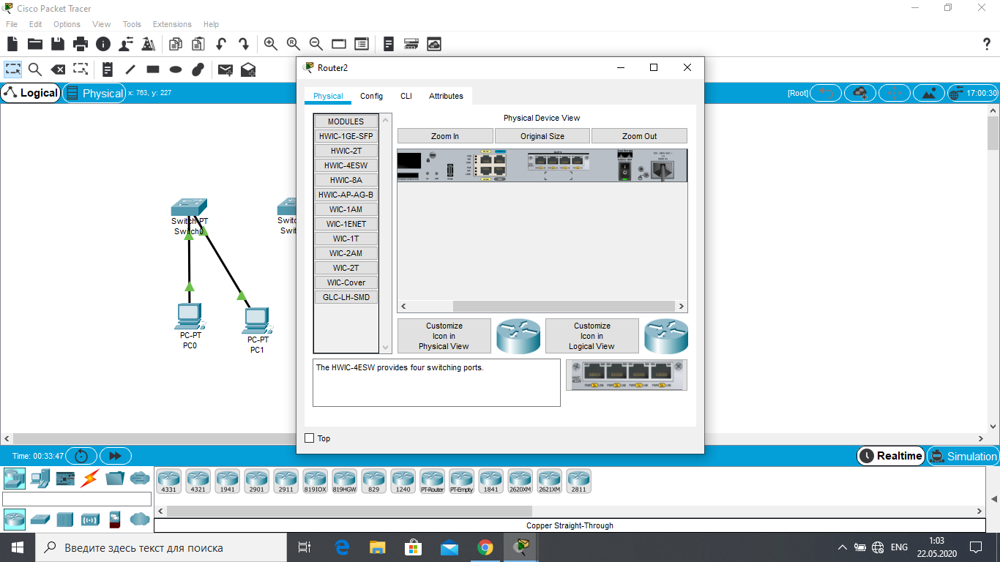 Cisco Packet Tracer
File Edit Options View Tools Extensions Help
?
Logical
Physical
x: 763, y: 227
[Root]
17:00:30
Switch-PT
Switch0
Switc
Swit
PC-PT
PC0
PC-PT
PC1
Router2
Physical Config CLI Attributes
MODULES
HWIC-1GE-SFP
HWIC-2T
HWIC-4ESW
HWIC-8A
HWIC-AP-AG-B
WIC-1AM
WIC-1ENET
WIC-1T
WIC-2AM
WIC-2T
WIC-Cover
GLC-LH-SMD
Physical Device View
Zoom In Original Size Zoom Out
Customize
Icon in
Physical View
Customize
Icon in
Logical View
The HWIC-4ESW provides four switching ports.
Top
Time: 00:33:47
Realtime
Simulation
4331 4321 1941 2901 2911 819IOX 819HGW 829 1240 PT-Router PT-Empty 1841 2620XM 2621XM 2811
Copper Straight-Through
Введите здесь текст для поиска
ENG
1:03
22.05.2020